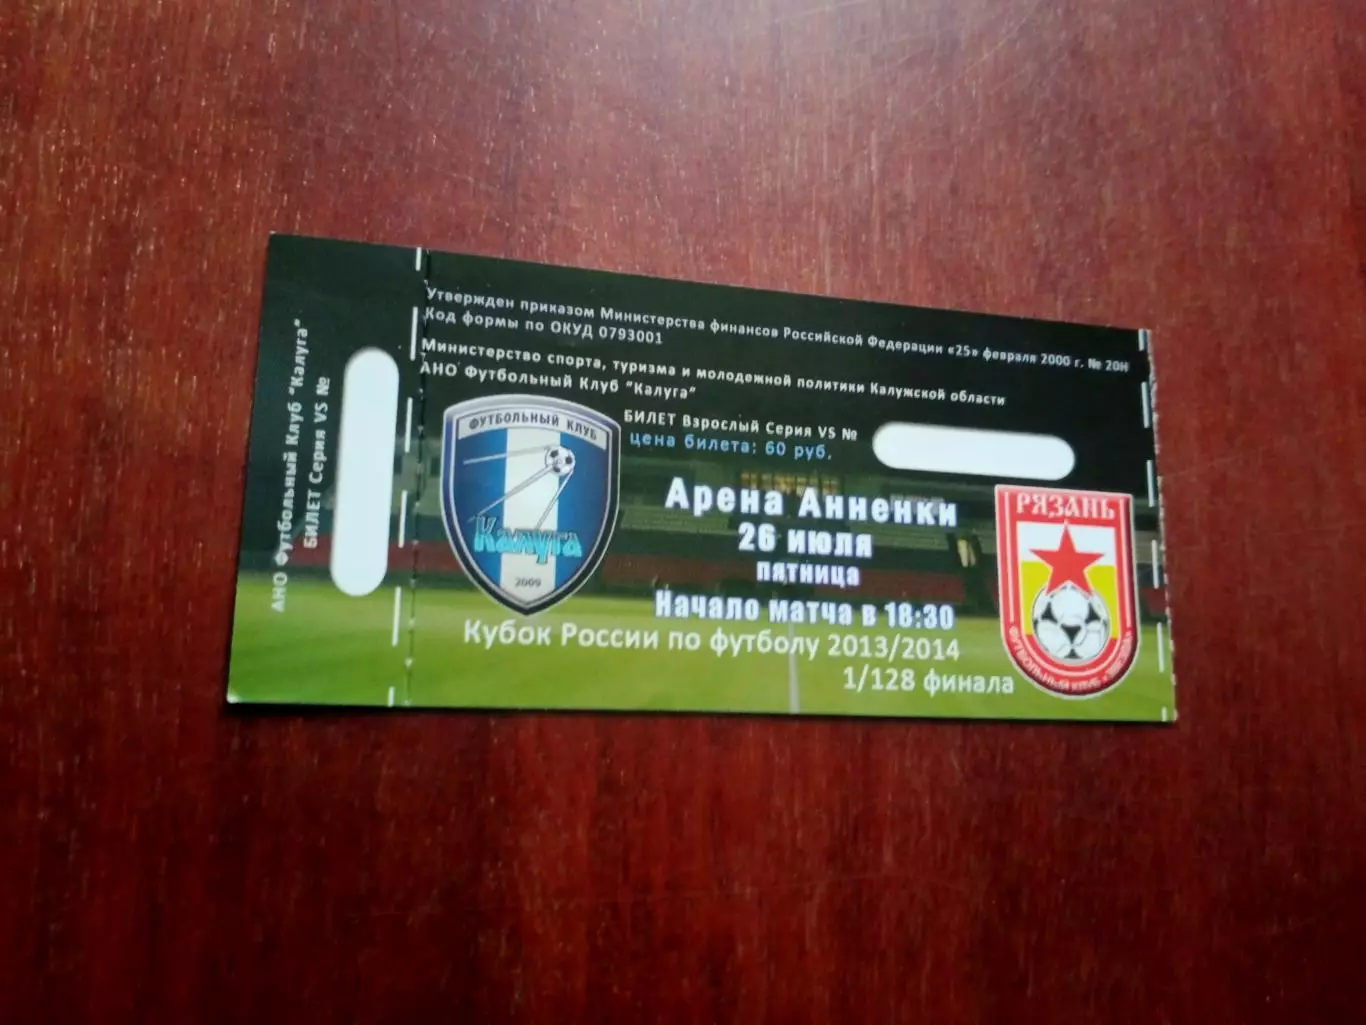 АНО Футбольный Клуб "Калуга"
БИЛЕТ Серия VS №
Утвержден приказом Министерства финансов Российской Федерации «25» февраля 2000 г. № 20Н
Код формы по ОКУД 0793001
Министерство спорта, туризма и молодежной политики Калужской области
АНО Футбольный Клуб "Калуга"
БИЛЕТ Взрослый Серия VS №
цена билета: 60 руб.
ФУТБОЛЬНЫЙ КЛУБ
Калуга
2009
Арена Анненки
26 июля
пятница
Начало матча в 18:30
Кубок России по футболу 2013/2014
1/128 финала
РЯЗАНЬ
ФУТБОЛЬНЫЙ КЛУБ "ЗВЕЗДА"